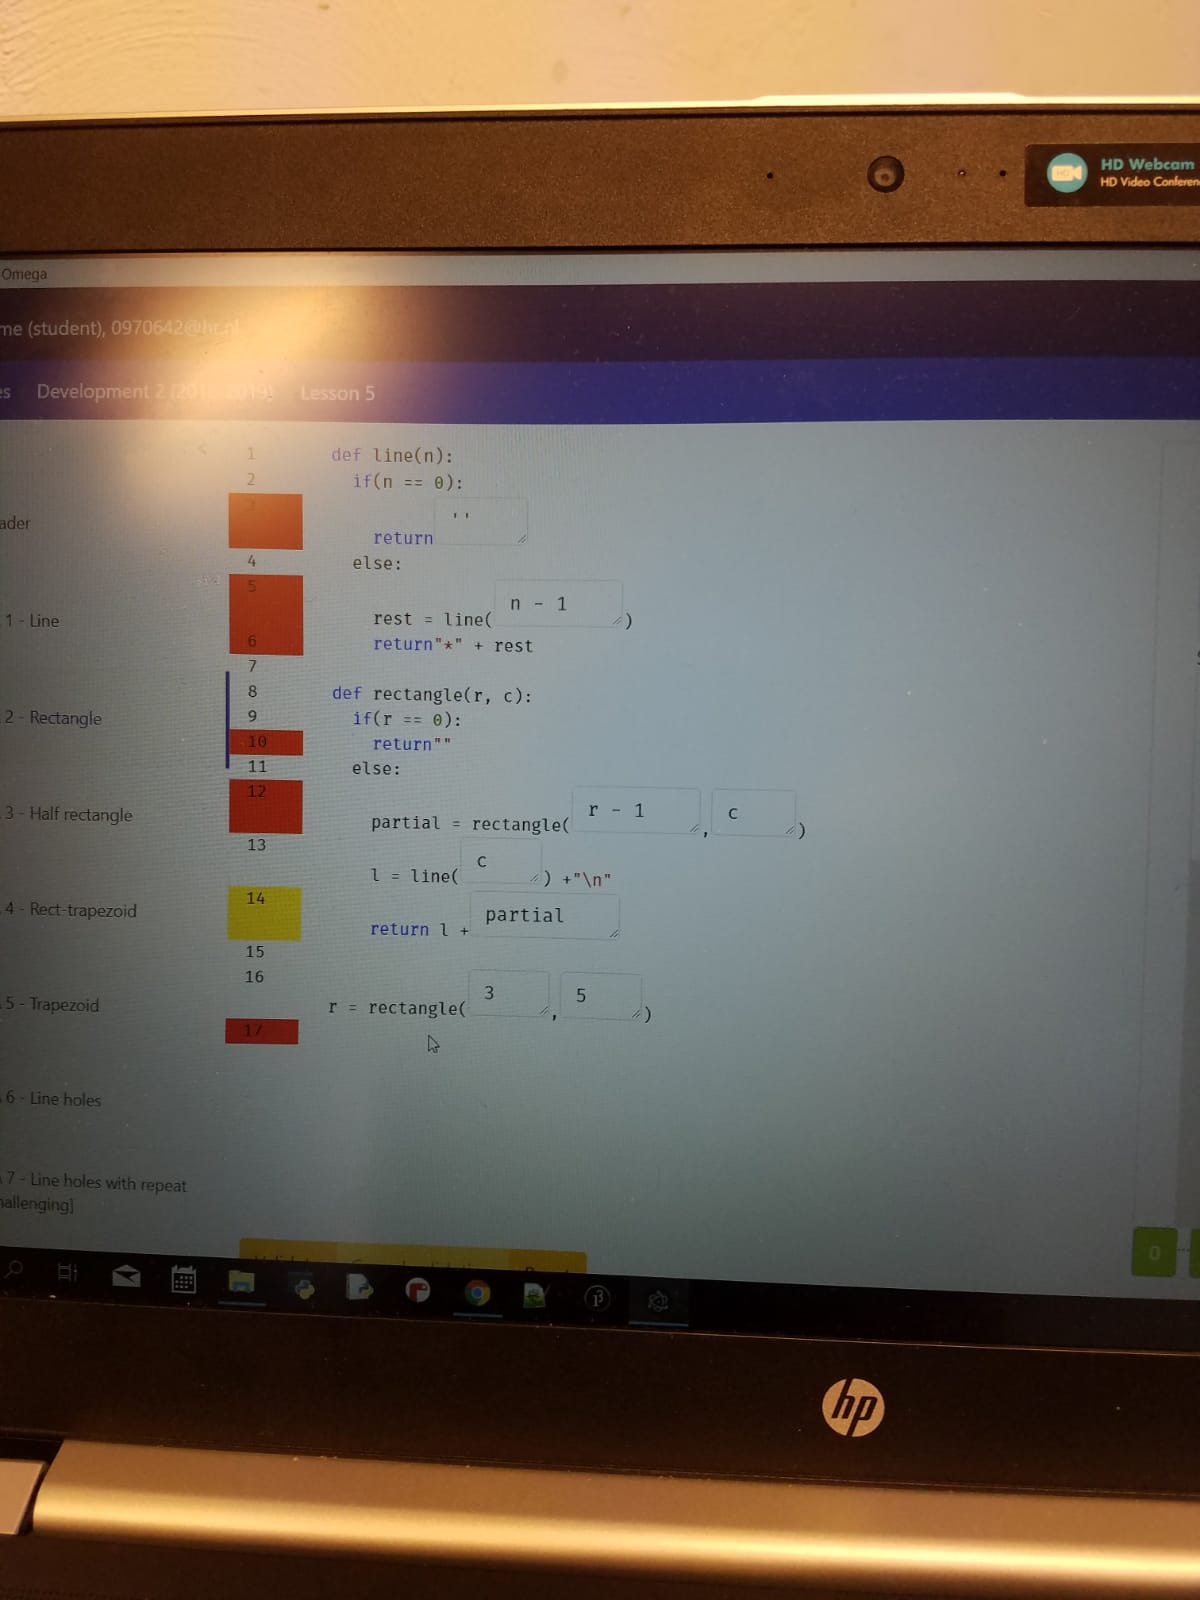 HD Webcam
HD Video Conferen
Omega
me (student), 0970642@hr.nl
es Development 2 Lesson 5
ader
1 - Line
2 - Rectangle
3 - Half rectangle
4 - Rect-trapezoid
5 - Trapezoid
6 - Line holes
7 - Line holes with repeat
hallenging]
1 def line(n):
2 if(n == 0):
3 return ''
4 else:
5 rest = line( n - 1 )
6 return"*" + rest
7
8 def rectangle(r, c):
9 if(r == 0):
10 return""
11 else:
12 partial = rectangle( r - 1 , c )
13 l = line( c ) +"\n"
14 return l + partial
15
16 r = rectangle( 3 , 5 )
17
0
hp